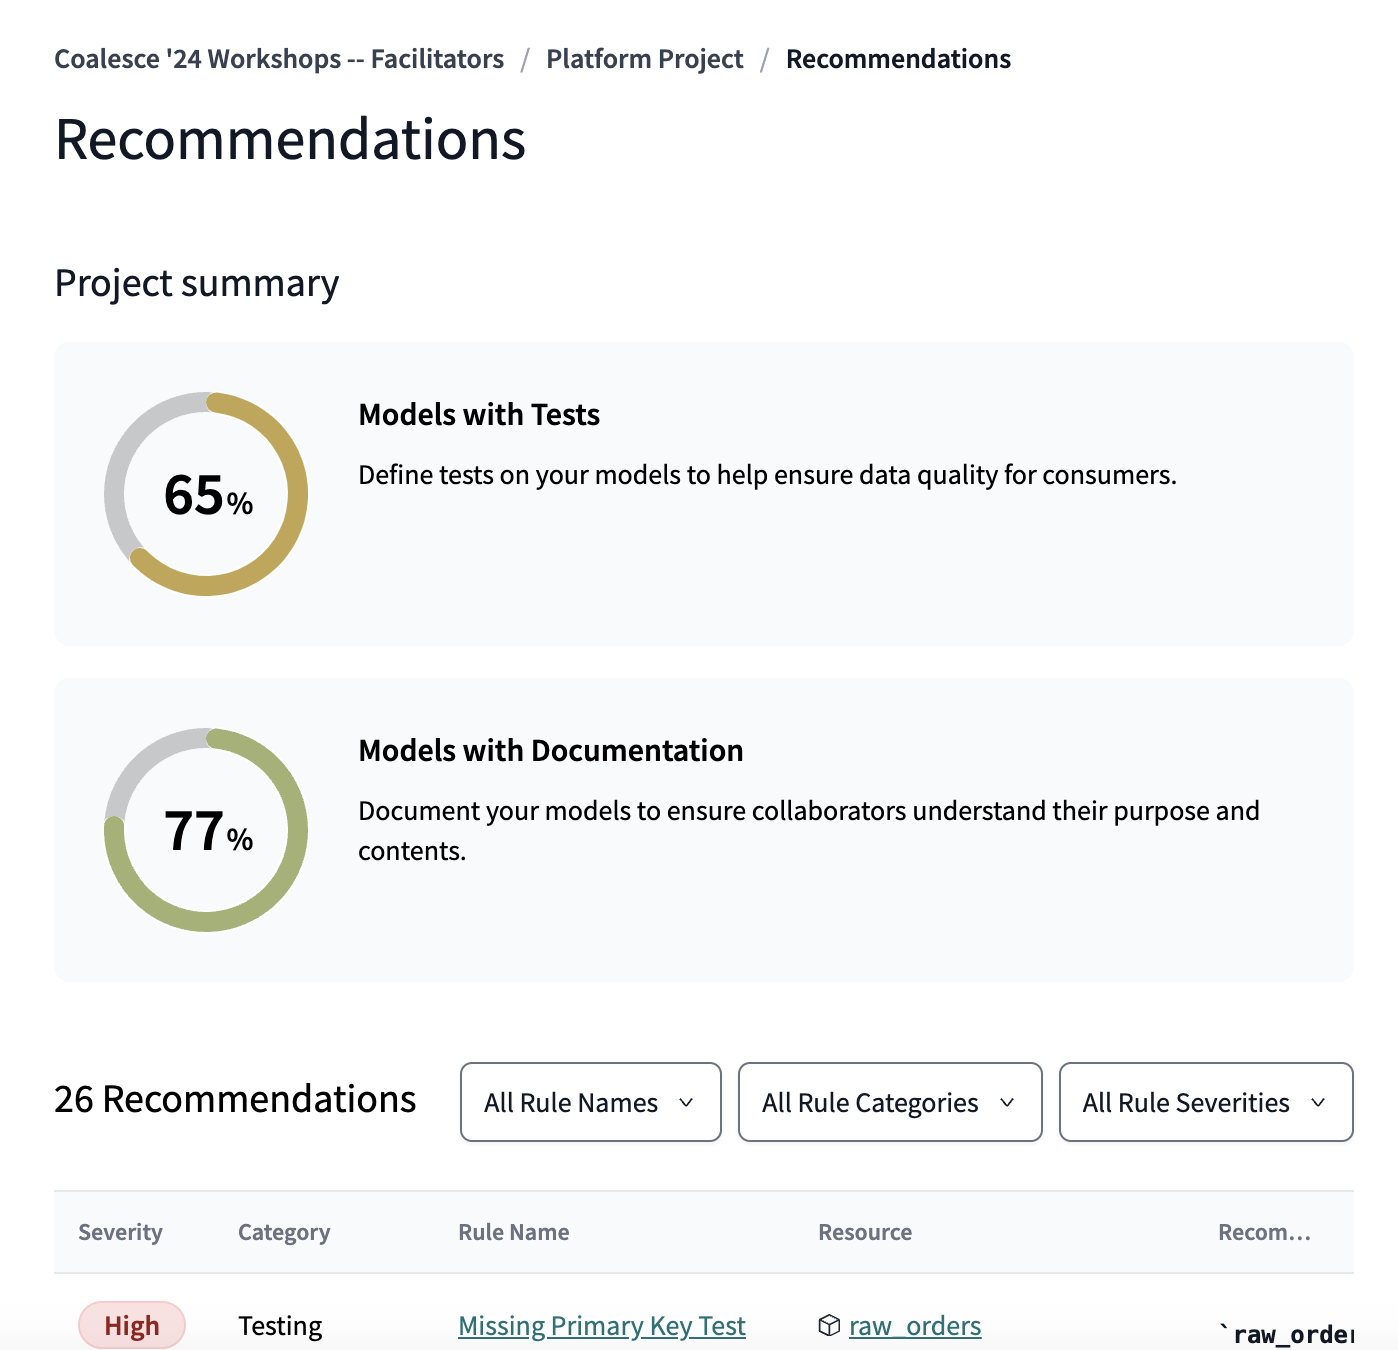 Coalesce '24 Workshops -- Facilitators / Platform Project / Recommendations
Recommendations
Project summary
65%
Models with Tests
Define tests on your models to help ensure data quality for consumers.
77%
Models with Documentation
Document your models to ensure collaborators understand their purpose and
contents.
26 Recommendations All Rule Names All Rule Categories All Rule Severities
Severity Category Rule Name Resource Recom...
High Testing Missing Primary Key Test raw_orders `raw_order